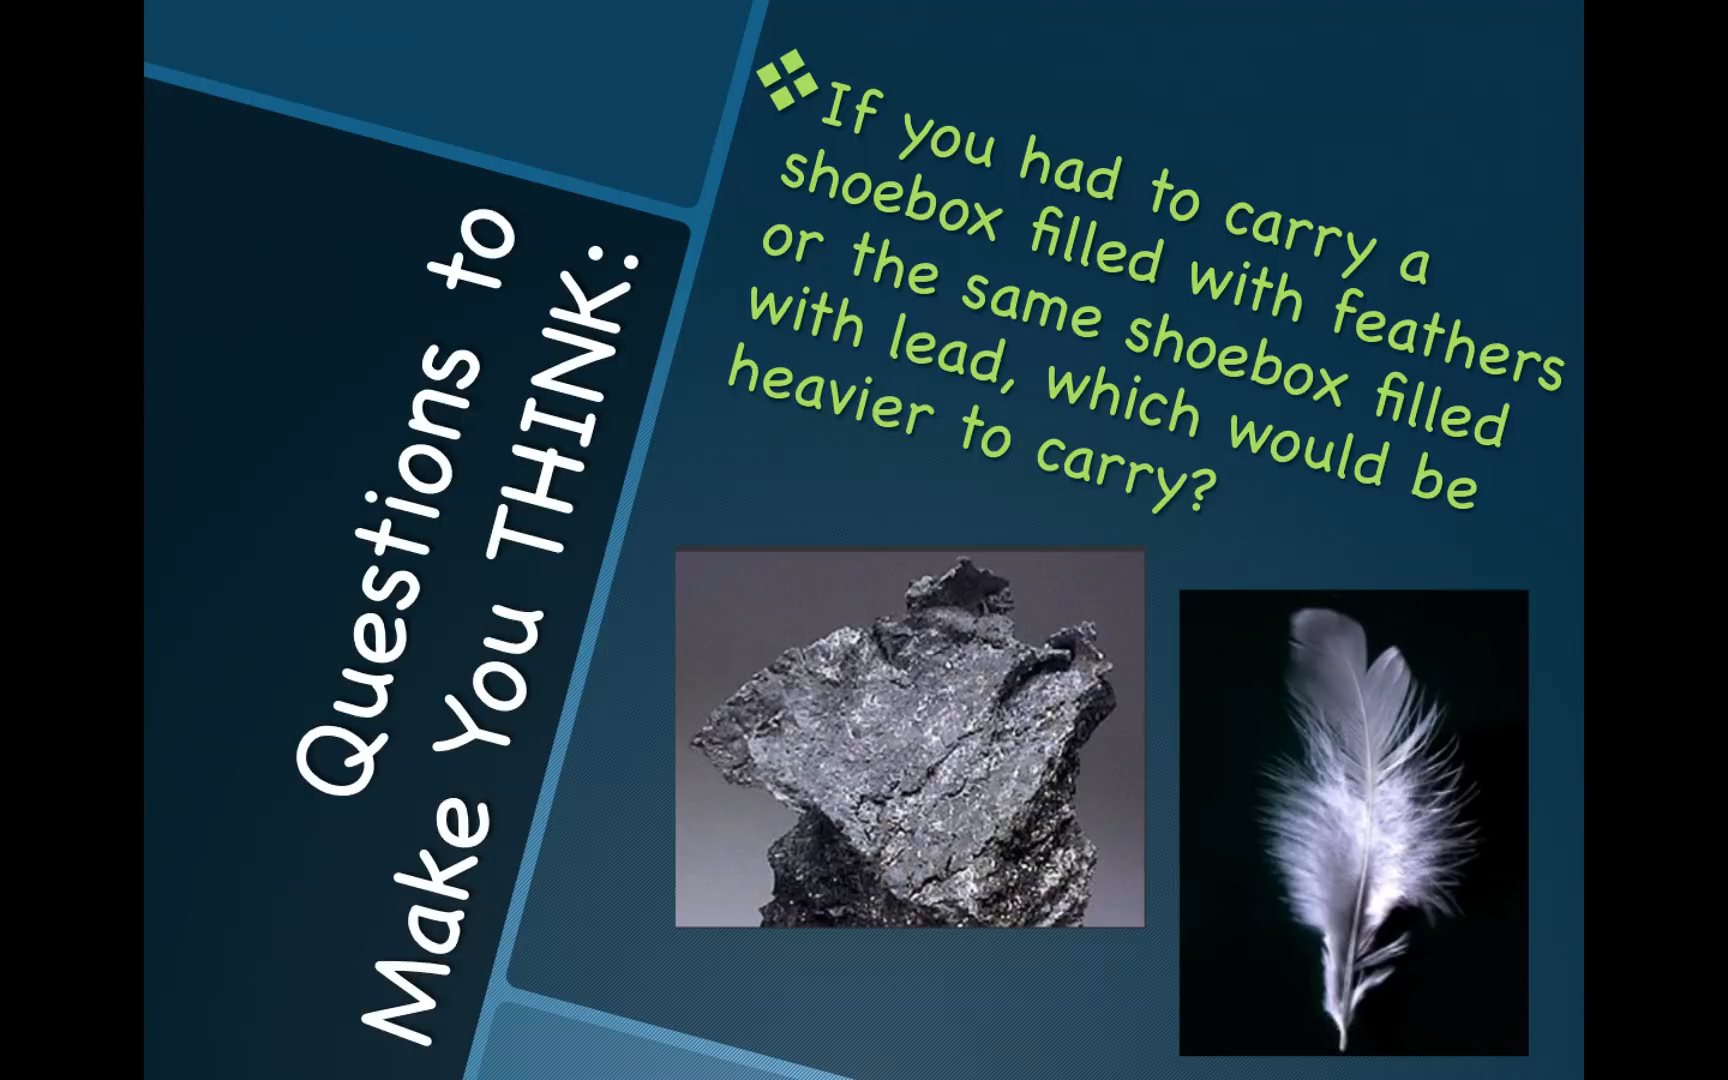 Questions to
Make You THINK:
If you had to carry a
shoebox filled with feathers
or the same shoebox filled
with lead, which would be
heavier to carry?